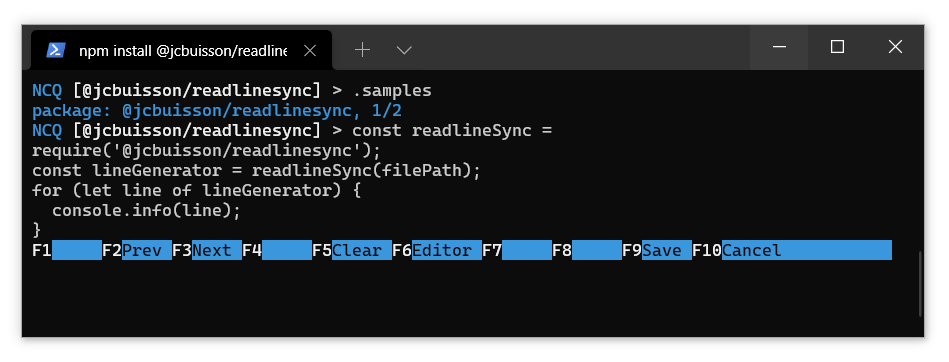 npm install @jcbuisson/readline
NCQ [@jcbuisson/readlinesync] > .samples
package: @jcbuisson/readlinesync, 1/2
NCQ [@jcbuisson/readlinesync] > const readlineSync =
require('@jcbuisson/readlinesync');
const lineGenerator = readlineSync(filePath);
for (let line of lineGenerator) {
  console.info(line);
}
F1 F2Prev F3Next F4 F5Clear F6Editor F7 F8 F9Save F10Cancel